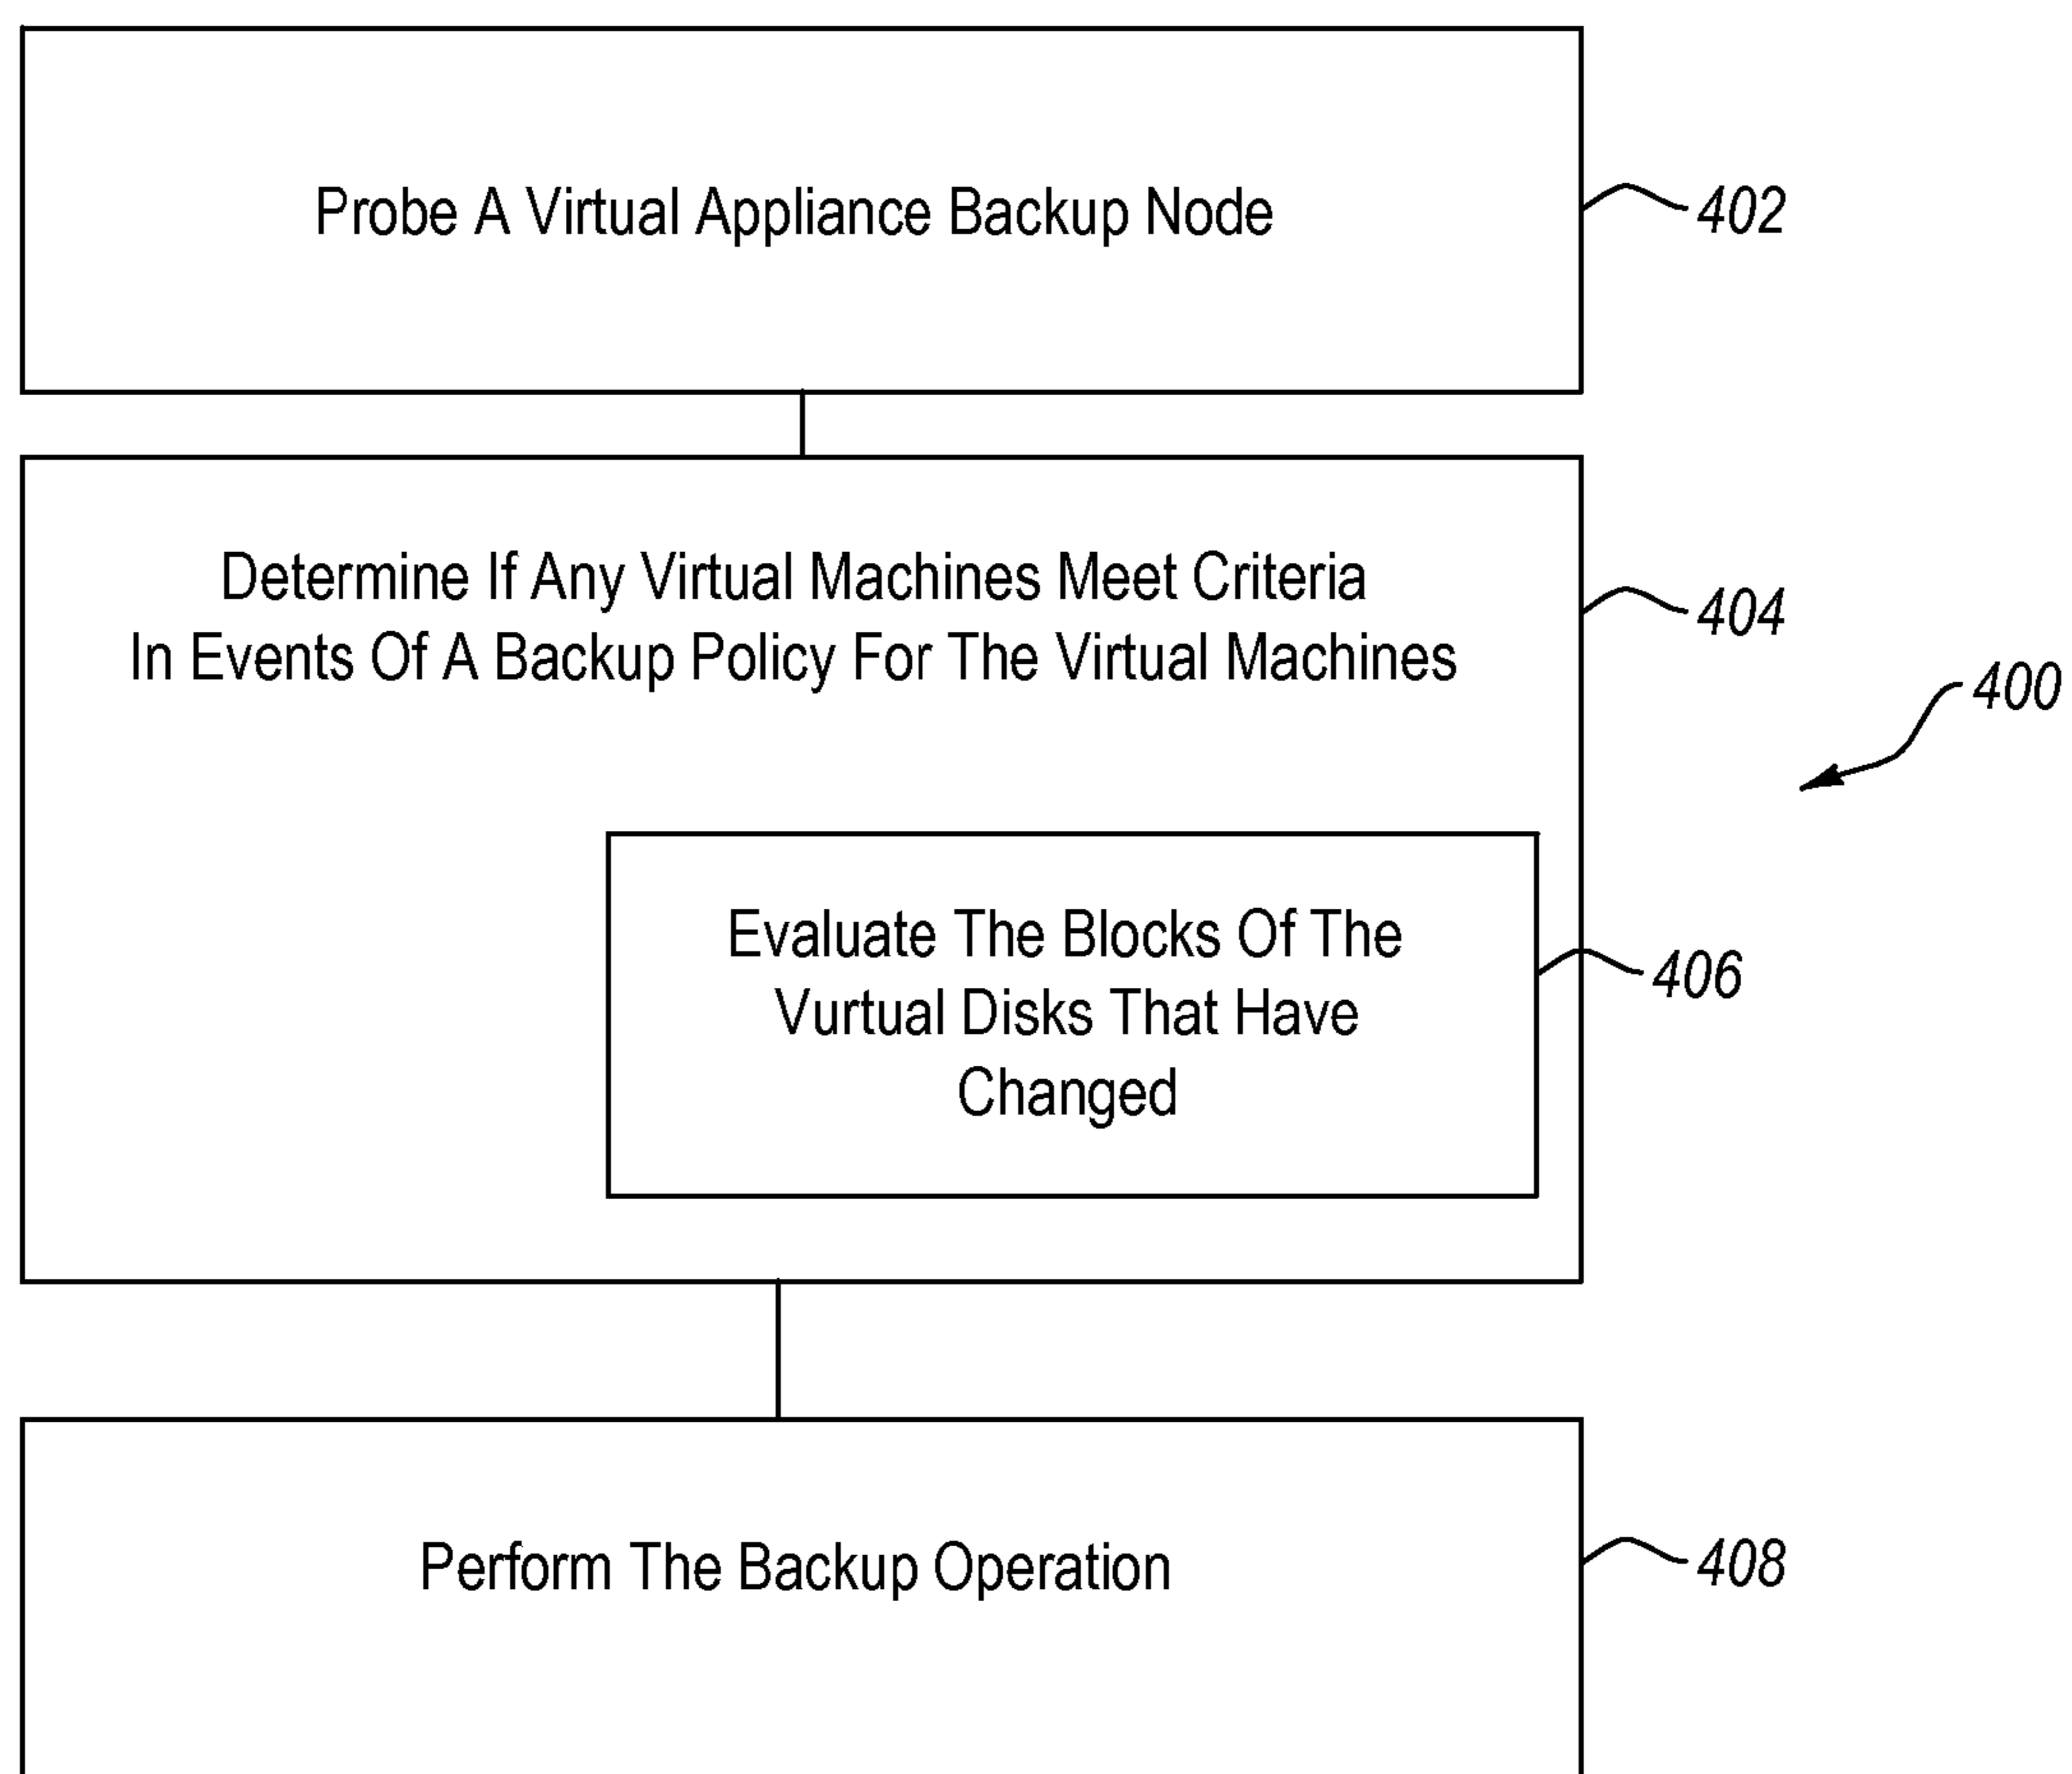 Probe A Virtual Appliance Backup Node
402
Determine If Any Virtual Machines Meet Criteria
In Events Of A Backup Policy For The Virtual Machines
404
400
Evaluate The Blocks Of The
Vurtual Disks That Have
Changed
406
Perform The Backup Operation
408